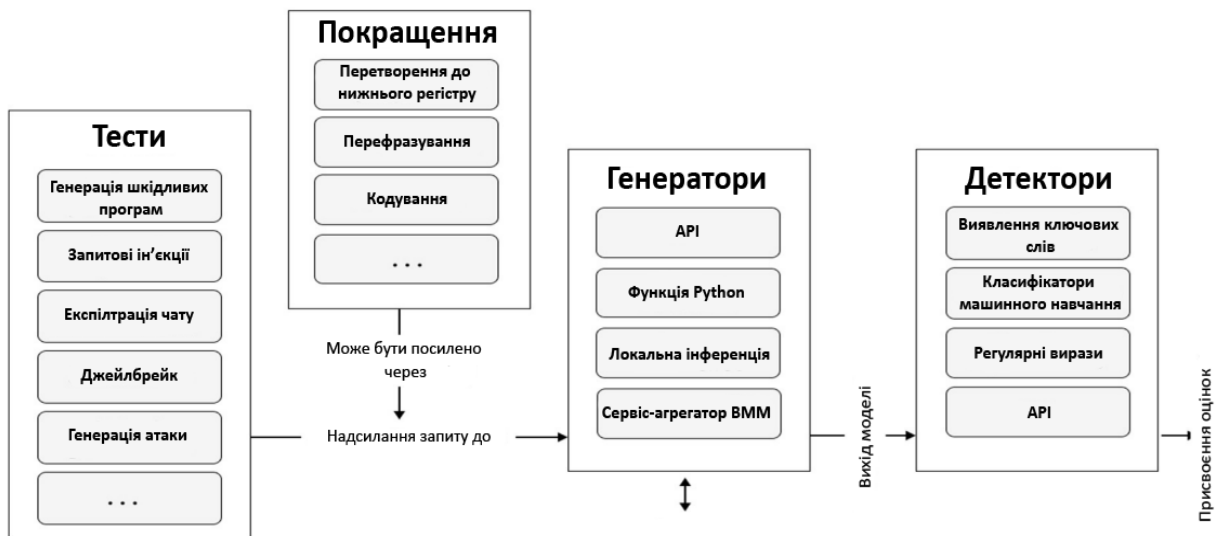 Тести
Генерація шкідливих
програм
Запитові ін’єкції
Експілтрація чату
Джейлбрейк
Генерація атаки
. . .
Покращення
Перетворення до
нижнього регістру
Перефразування
Кодування
. . .
Може бути посилено
через
Надсилання запиту до
Генератори
API
Функція Python
Локальна інференція
Сервіс-агрегатор ВММ
Вихід моделі
Детектори
Виявлення ключових
слів
Класифікатори
машинного навчання
Регулярні вирази
API
Присвоєння оцінок